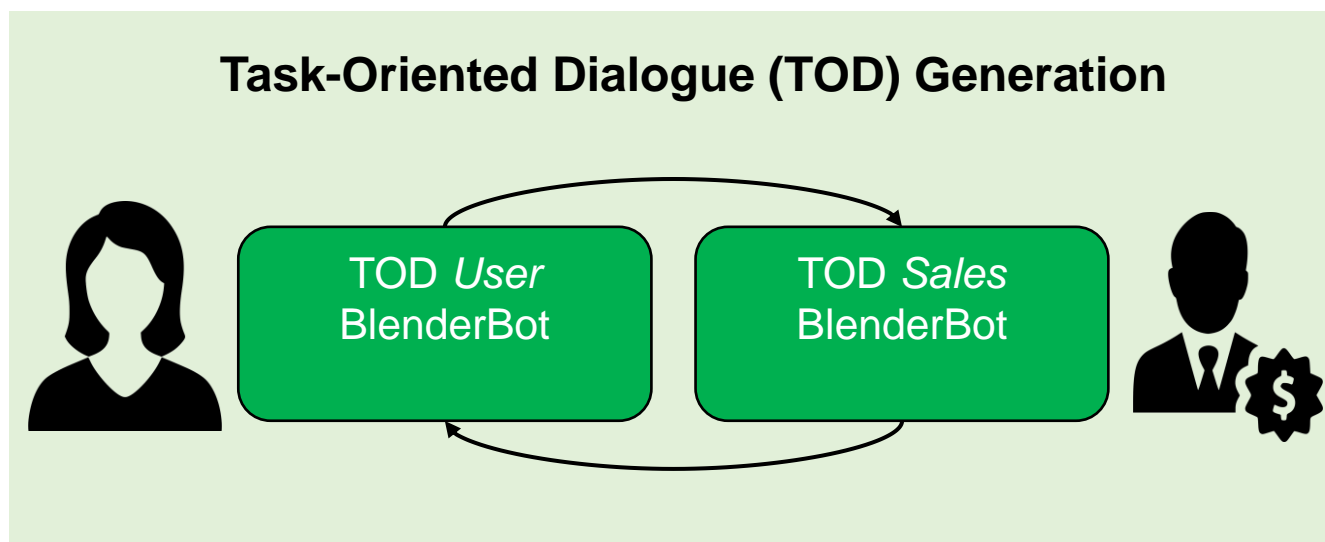 Task-Oriented Dialogue (TOD) Generation
TOD User
BlenderBot
TOD Sales
BlenderBot
$